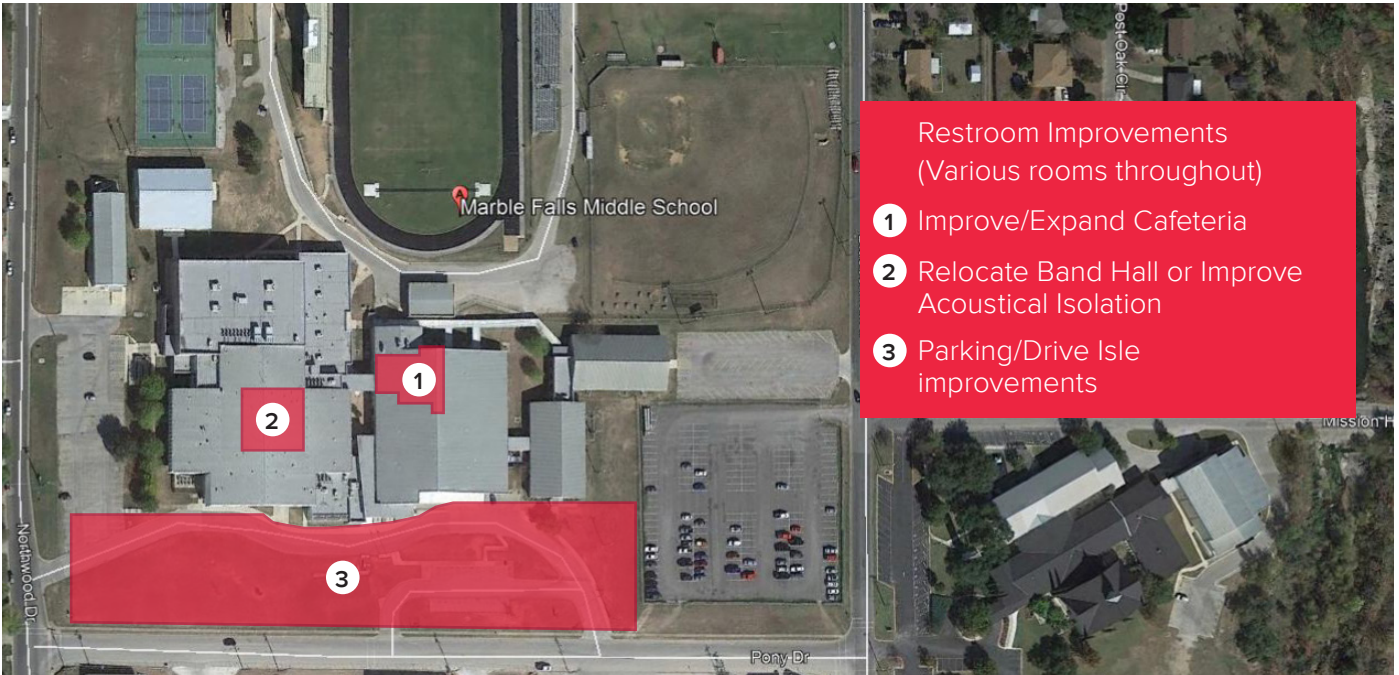 Restroom Improvements
(Various rooms throughout)
1 Improve/Expand Cafeteria
2 Relocate Band Hall or Improve
Acoustical Isolation
3 Parking/Drive Isle
improvements
Post Oak Cir
A
Marble Falls Middle School
1
2
3
Mission H
Northwood Dr
Pony Dr